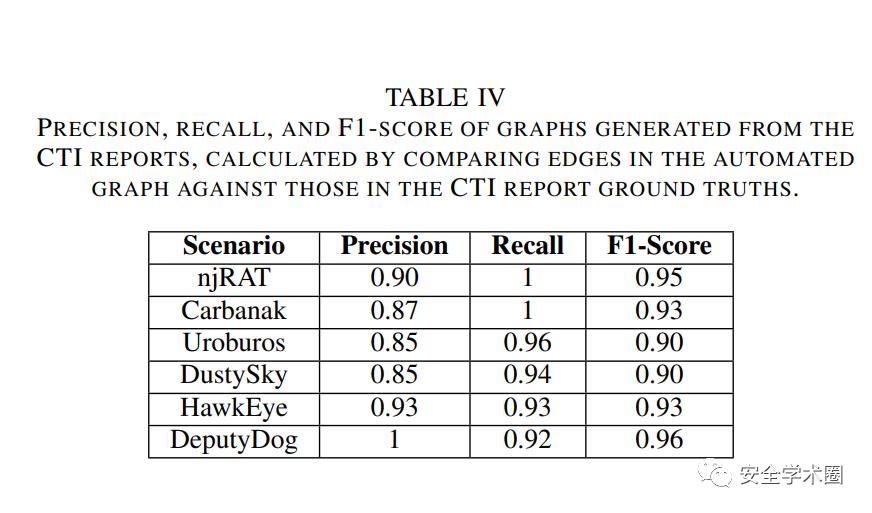 TABLE IV
PRECISION, RECALL, AND F1-SCORE OF GRAPHS GENERATED FROM THE
CTI REPORTS, CALCULATED BY COMPARING EDGES IN THE AUTOMATED
GRAPH AGAINST THOSE IN THE CTI REPORT GROUND TRUTHS.
Scenario Precision Recall F1-Score
njRAT 0.90 1 0.95
Carbanak 0.87 1 0.93
Uroburos 0.85 0.96 0.90
DustySky 0.85 0.94 0.90
HawkEye 0.93 0.93 0.93
DeputyDog 1 0.92 0.96
安全学术圈